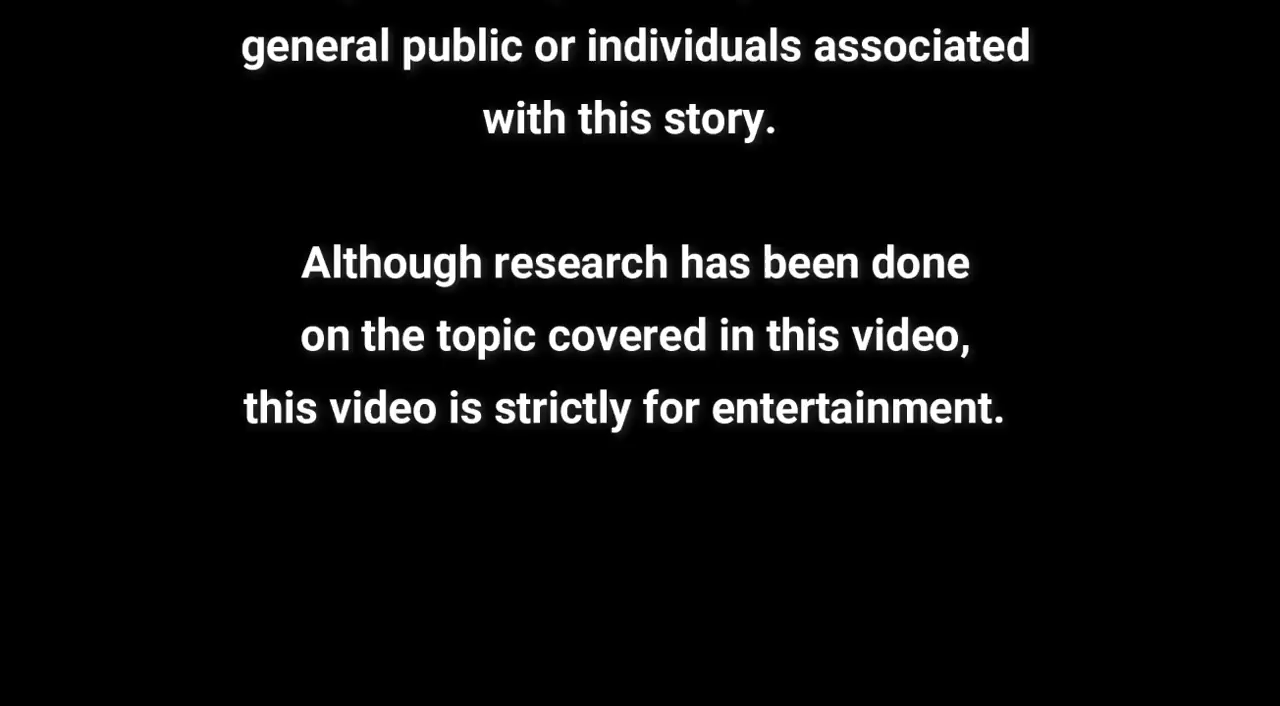 general public or individuals associated
with this story.
Although research has been done
on the topic covered in this video,
this video is strictly for entertainment.